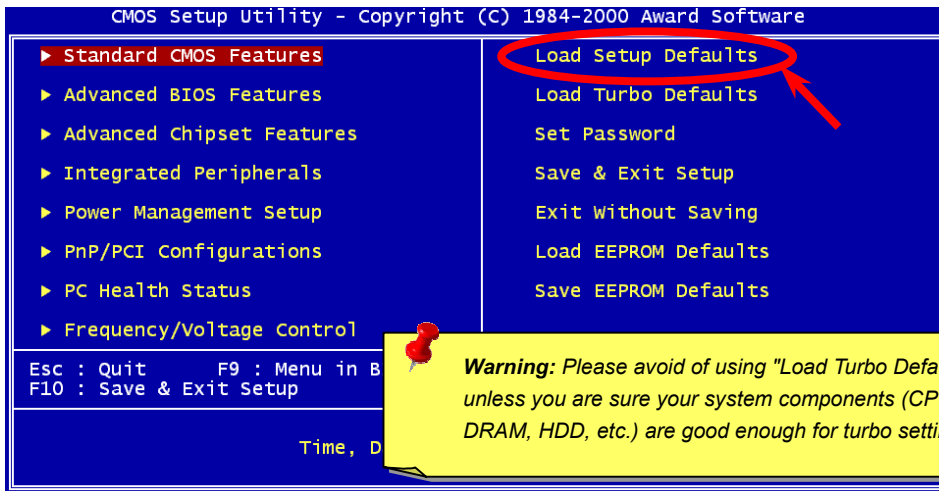 CMOS Setup Utility - Copyright (C) 1984-2000 Award Software
▶ Standard CMOS Features
▶ Advanced BIOS Features
▶ Advanced Chipset Features
▶ Integrated Peripherals
▶ Power Management Setup
▶ PnP/PCI Configurations
▶ PC Health Status
▶ Frequency/Voltage Control
Load Setup Defaults
Load Turbo Defaults
Set Password
Save & Exit Setup
Exit Without Saving
Load EEPROM Defaults
Save EEPROM Defaults
Esc : Quit F9 : Menu in B
F10 : Save & Exit Setup
Time, D
Warning: Please avoid of using "Load Turbo Defa
unless you are sure your system components (CP
DRAM, HDD, etc.) are good enough for turbo setti